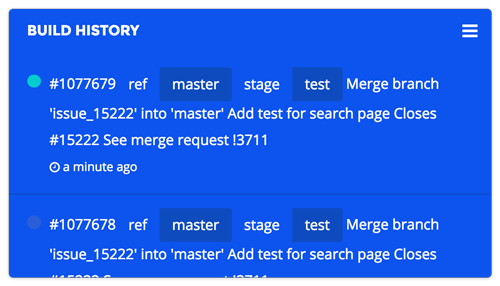 BUILD HISTORY
#1077679 ref master stage test Merge branch
'issue_15222' into 'master' Add test for search page Closes
#15222 See merge request !3711
a minute ago
#1077678 ref master stage test Merge branch
'issue_15222' into 'master' Add test for search page Closes